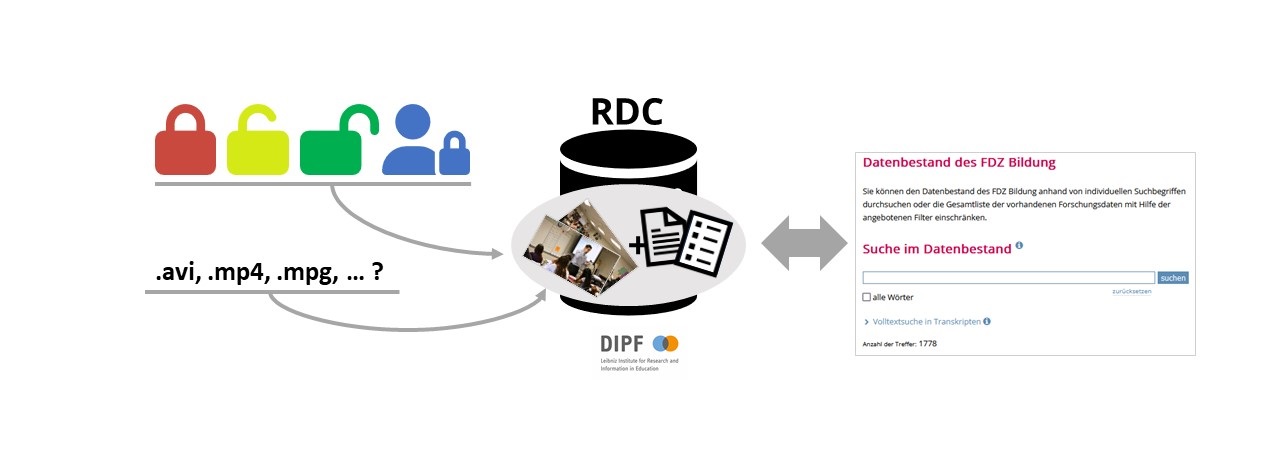 RDC
.avi, .mp4, .mpg, ... ?
+
DIPF
Leibniz Institute for Research and
Information in Education
Datenbestand des FDZ Bildung
Sie können den Datenbestand des FDZ Bildung anhand von individuellen Suchbegriffen
durchsuchen oder die Gesamtliste der vorhandenen Forschungsdaten mit Hilfe der
angebotenen Filter einschränken.
Suche im Datenbestand
suchen
zurücksetzen
alle Wörter
Volltextsuche in Transkripten
Anzahl der Treffer: 1778